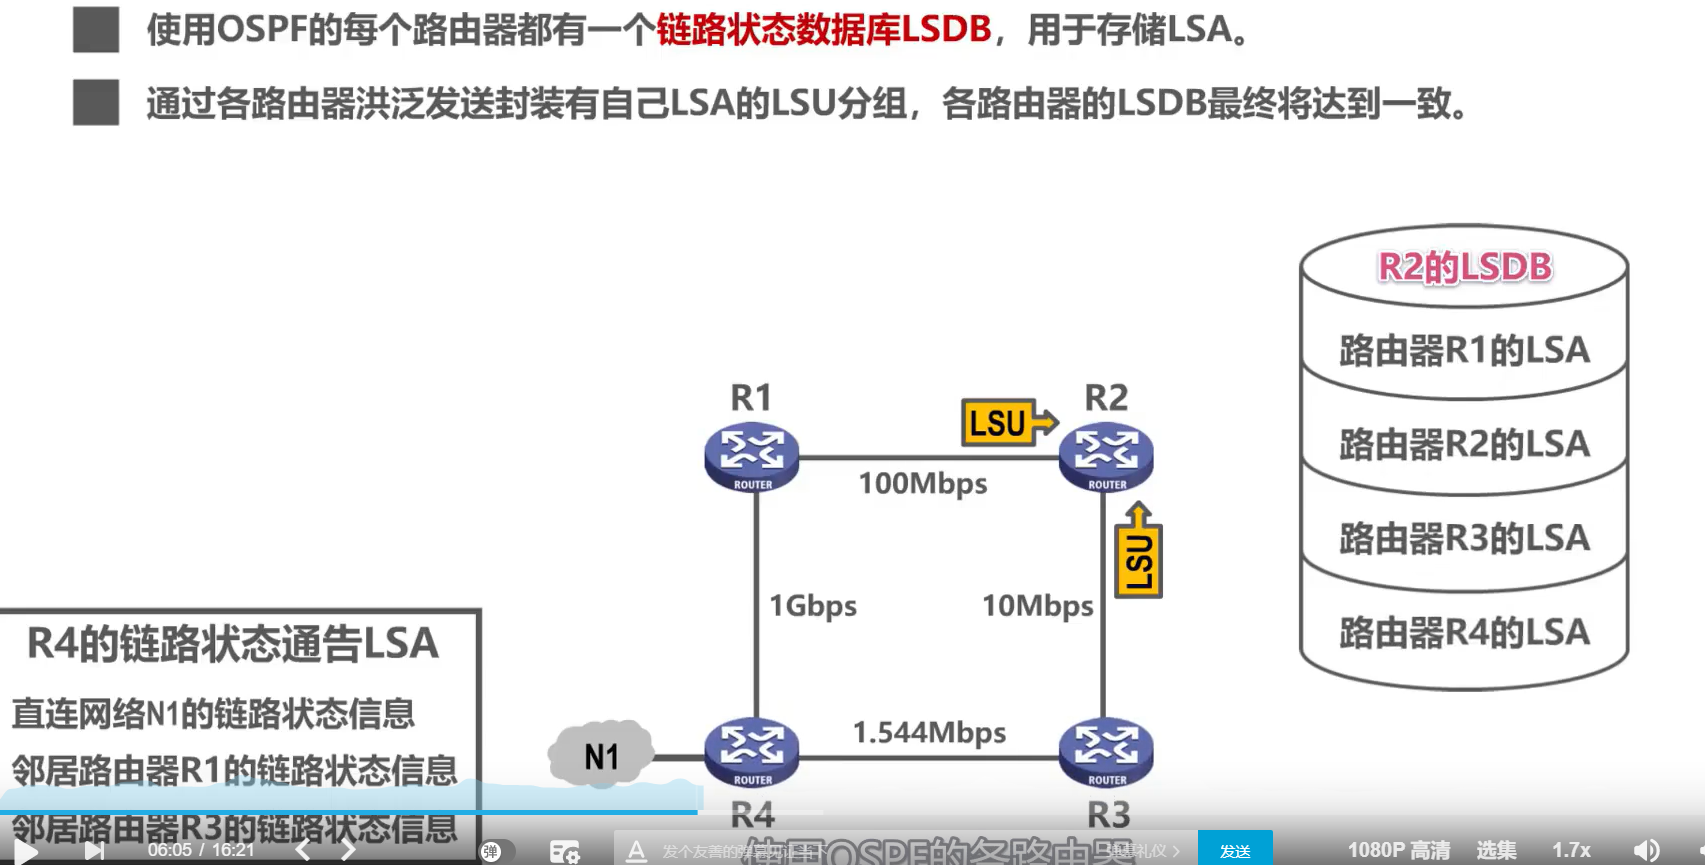 使用OSPF的每个路由器都有一个链路状态数据库LSDB，用于存储LSA。
通过各路由器洪泛发送封装有自己LSA的LSU分组，各路由器的LSDB最终将达到一致。
R2的LSDB
路由器R1的LSA
路由器R2的LSA
路由器R3的LSA
路由器R4的LSA
R1
LSU
R2
ROUTER
100Mbps
ROUTER
LSU
1Gbps
10Mbps
R4的链路状态通告LSA
直连网络N1的链路状态信息
邻居路由器R1的链路状态信息
邻居路由器R3的链路状态信息
N1
1.544Mbps
ROUTER
ROUTER
R4
R3
06:05 / 16:21
弹
发个友善的弹幕见证当下
使用OSPF的各路由器
弹幕礼仪
发送
1080P 高清
选集
1.7x